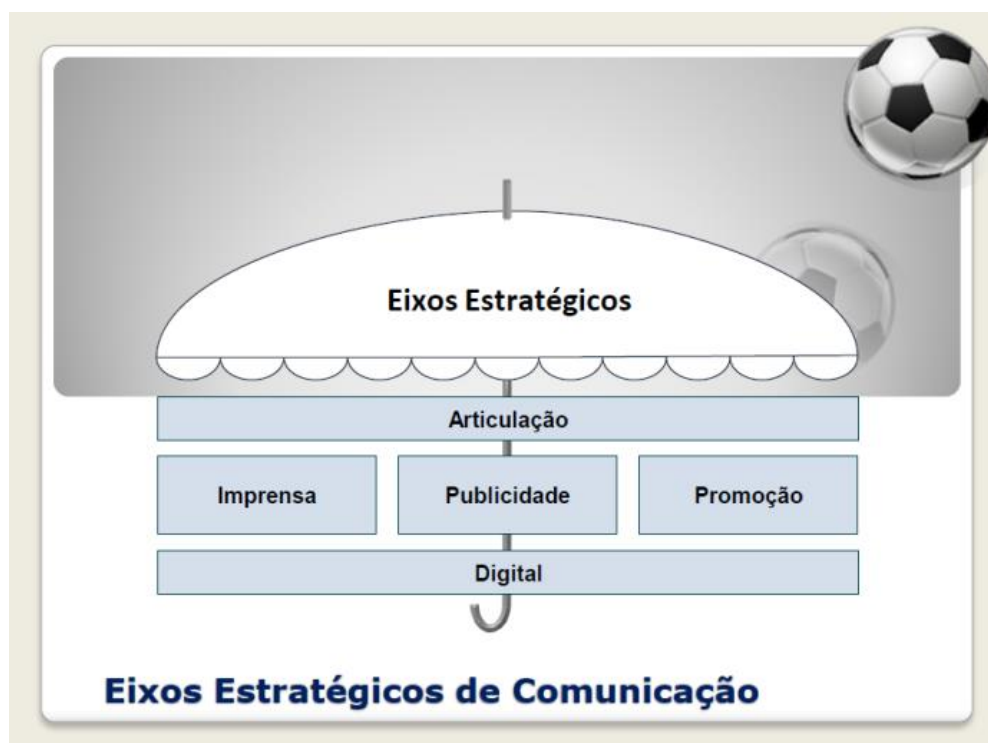 Eixos Estratégicos
Articulação
Imprensa
Publicidade
Promoção
Digital
Eixos Estratégicos de Comunicação